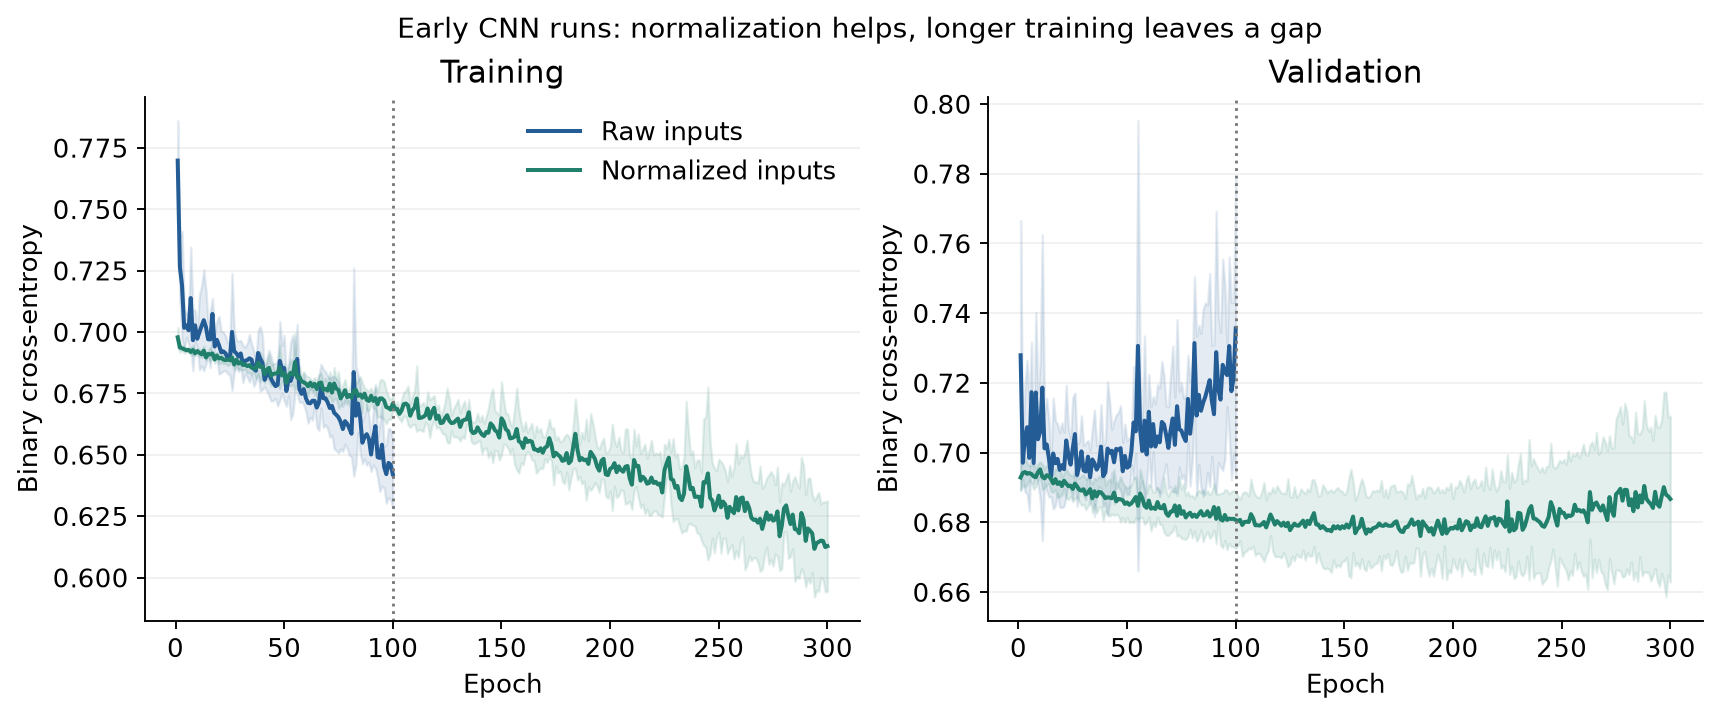 Early CNN runs: normalization helps, longer training leaves a gap
Training
Binary cross-entropy
0.775
0.750
0.725
0.700
0.675
0.650
0.625
0.600
Raw inputs
Normalized inputs
0 50 100 150 200 250 300
Epoch
Validation
Binary cross-entropy
0.80
0.78
0.76
0.74
0.72
0.70
0.68
0.66
0 50 100 150 200 250 300
Epoch